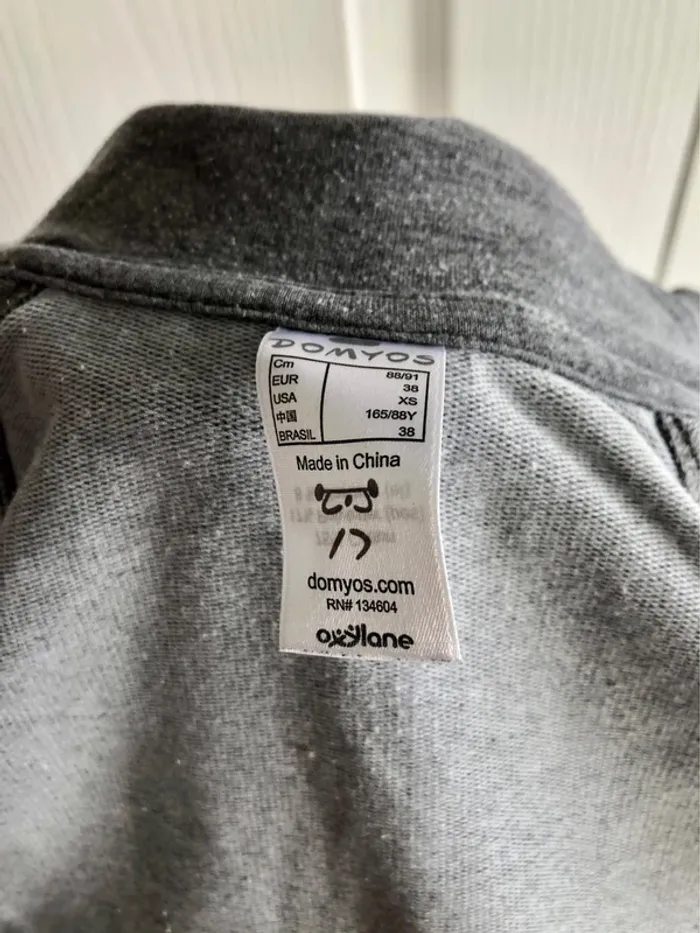 DOMYOS
Cm 88/91
EUR 38
USA XS
中国 165/88Y
BRASIL 38
Made in China
domyos.com
RN# 134604
oxylane